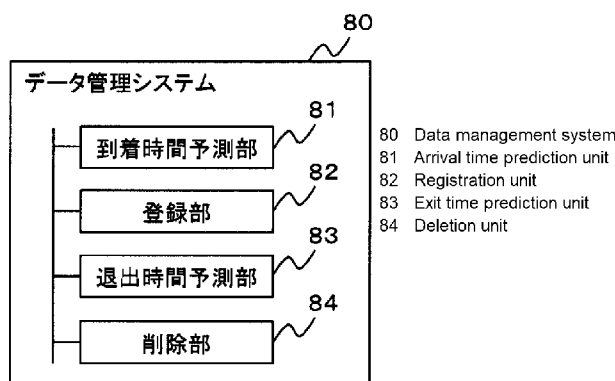 80
データ管理システム
81
到着時間予測部
82
登録部
83
退出時間予測部
84
削除部
80 Data management system
81 Arrival time prediction unit
82 Registration unit
83 Exit time prediction unit
84 Deletion unit